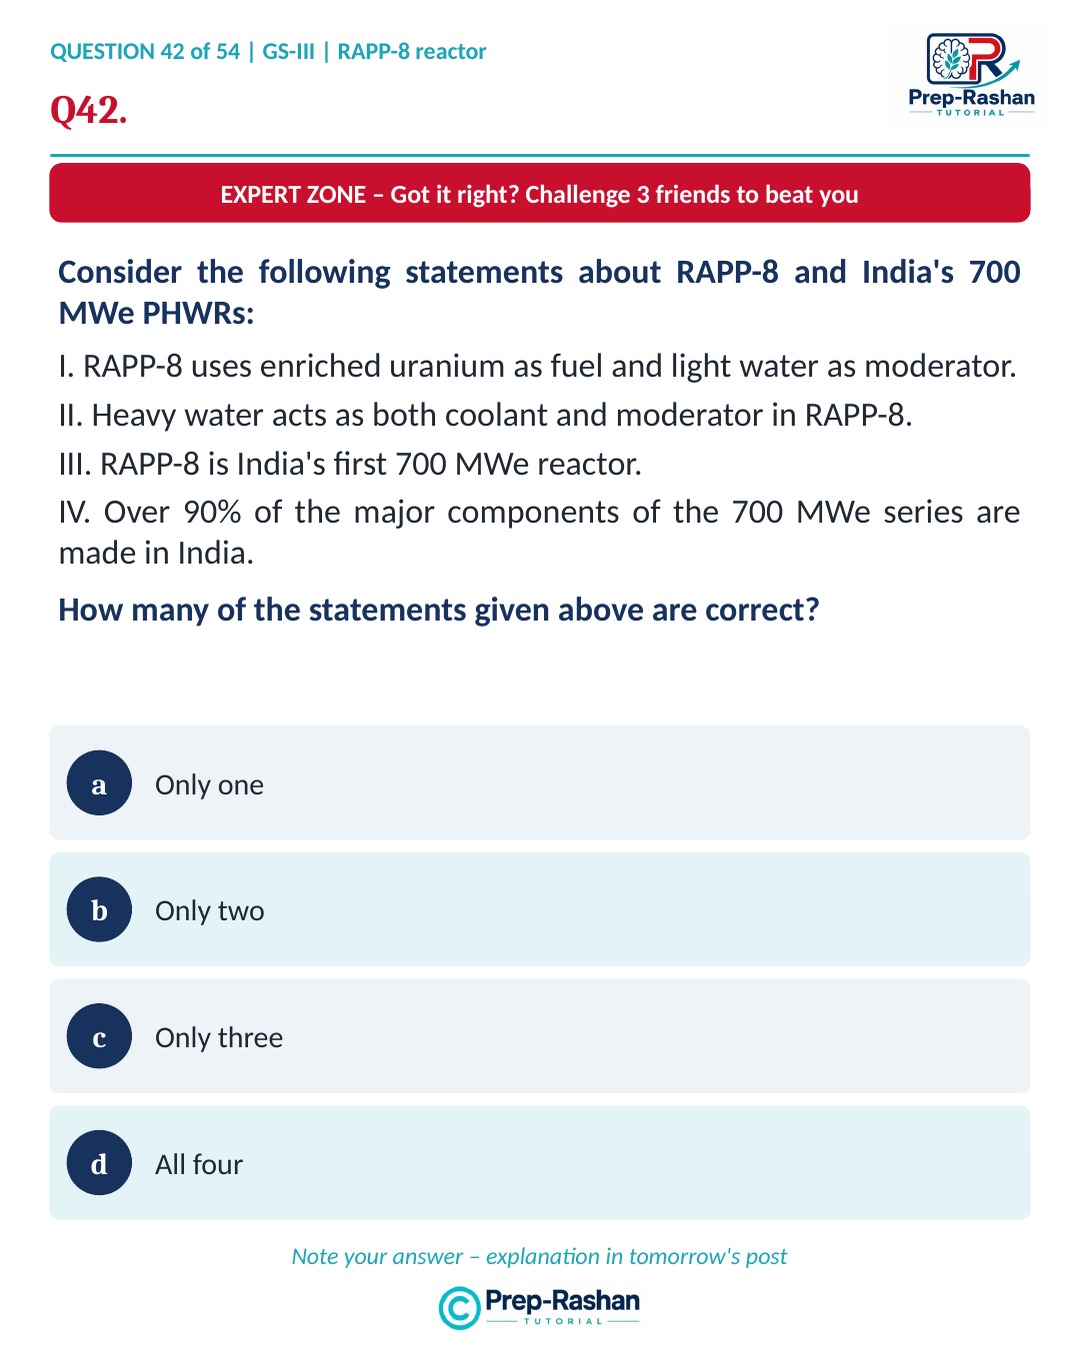 QUESTION 42 of 54 | GS-III | RAPP-8 reactor
Q42.
Prep-Rashan
TUTORIAL
EXPERT ZONE – Got it right? Challenge 3 friends to beat you
Consider the following statements about RAPP-8 and India's 700
MWe PHWRs:
I. RAPP-8 uses enriched uranium as fuel and light water as moderator.
II. Heavy water acts as both coolant and moderator in RAPP-8.
III. RAPP-8 is India's first 700 MWe reactor.
IV. Over 90% of the major components of the 700 MWe series are
made in India.
How many of the statements given above are correct?
a Only one
b Only two
c Only three
d All four
Note your answer – explanation in tomorrow's post
© Prep-Rashan
TUTORIAL